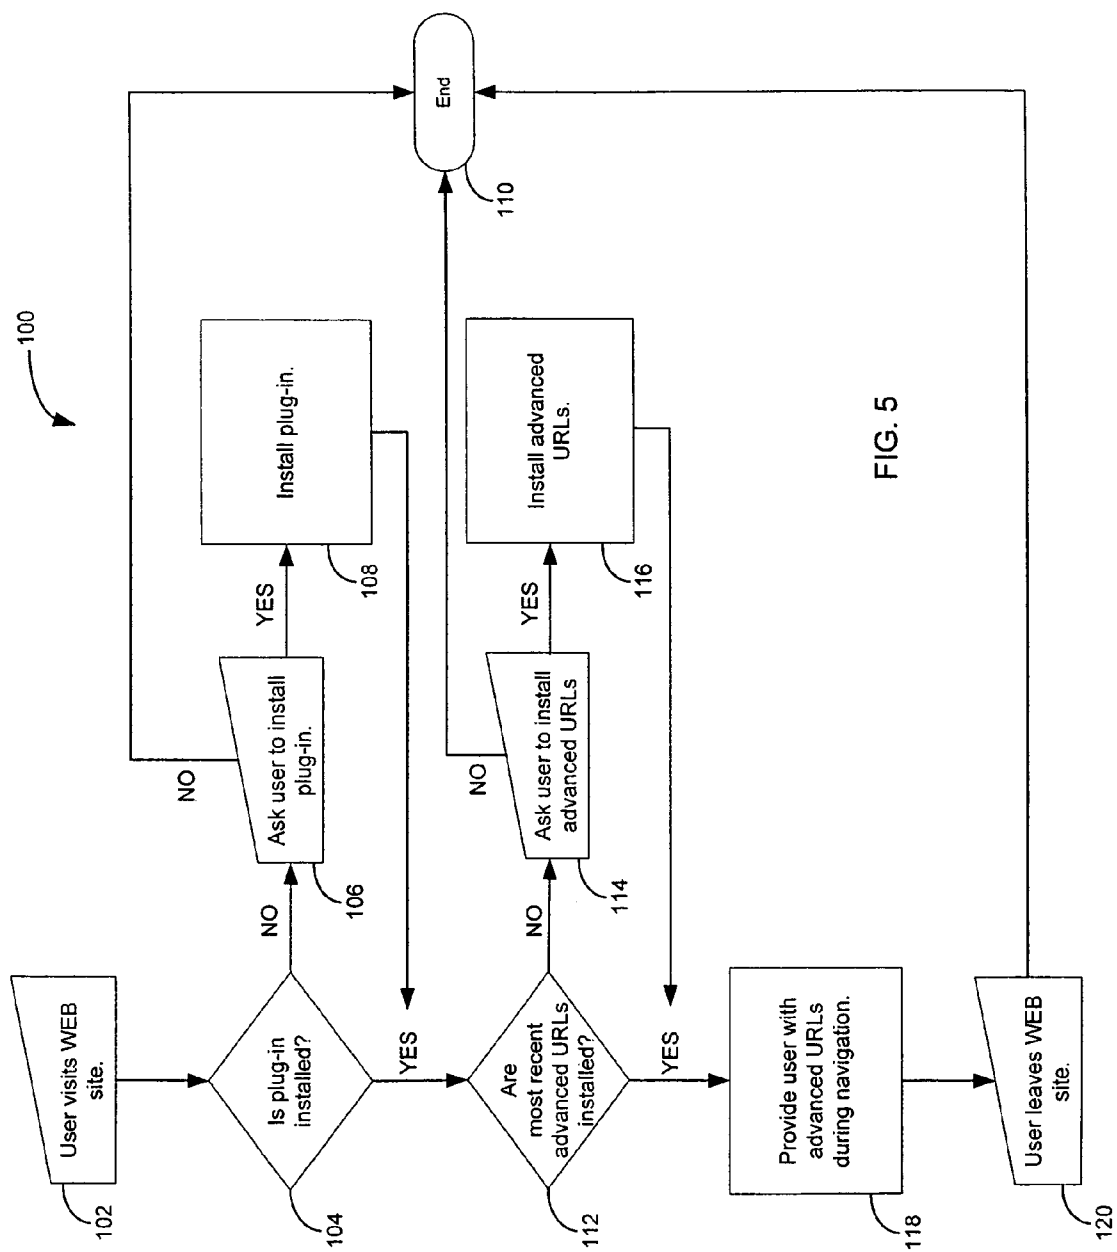 100
User visits WEB
site.
102
Is plug-in
installed?
104
NO
Ask user to install
plug-in.
106
NO
YES
Install plug-in.
108
YES
Are
most recent
advanced URLs
installed?
112
NO
Ask user to install
advanced URLs
114
NO
YES
Install advanced
URLs.
116
YES
Provide user with
advanced URLs
during navigation.
118
User leaves WEB
site.
120
End
110
FIG. 5